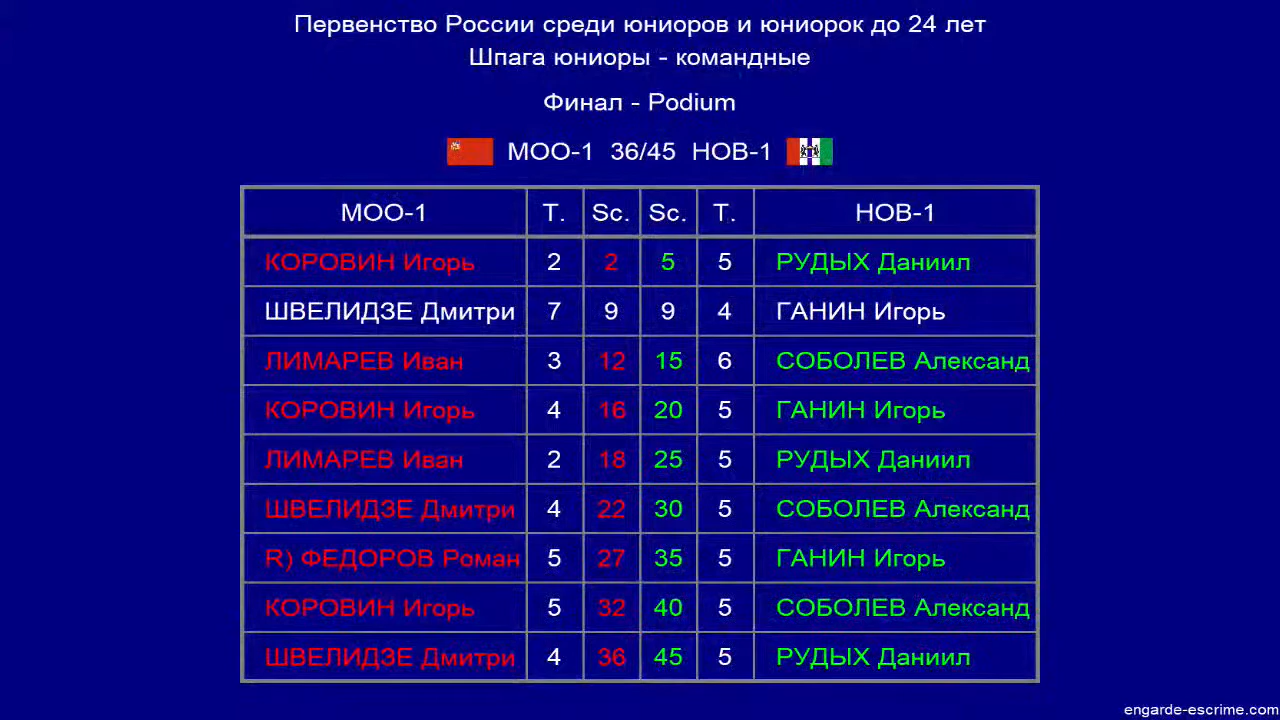 Первенство России среди юниоров и юниорок до 24 лет
Шпага юниоры - командные
Финал - Podium
МОО-1 36/45 НОВ-1
МОО-1 T. Sc. Sc. T. НОВ-1
КОРОВИН Игорь 2 2 5 5 РУДЫХ Даниил
ШВЕЛИДЗЕ Дмитри 7 9 9 4 ГАНИН Игорь
ЛИМАРЕВ Иван 3 12 15 6 СОБОЛЕВ Александ
КОРОВИН Игорь 4 16 20 5 ГАНИН Игорь
ЛИМАРЕВ Иван 2 18 25 5 РУДЫХ Даниил
ШВЕЛИДЗЕ Дмитри 4 22 30 5 СОБОЛЕВ Александ
R) ФЕДОРОВ Роман 5 27 35 5 ГАНИН Игорь
КОРОВИН Игорь 5 32 40 5 СОБОЛЕВ Александ
ШВЕЛИДЗЕ Дмитри 4 36 45 5 РУДЫХ Даниил
engarde-escrime.com